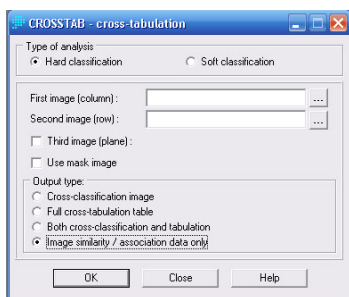 CROSSTAB - cross-tabulation
Type of analysis
Hard classification
Soft classification
First image (column) :
...
Second image (row) :
...
Third image (plane) :
Use mask image
Output type:
Cross-classification image
Full cross-tabulation table
Both cross-classification and tabulation
Image similarity / association data only
OK
Close
Help